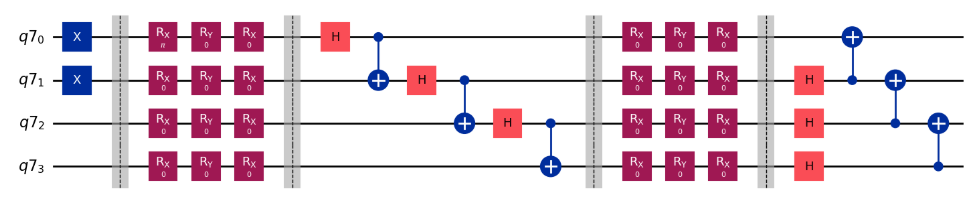 q7₀ X R_X π R_Y 0 R_X 0 H R_X 0 R_Y 0 R_X 0
q7₁ X R_X 0 R_Y 0 R_X 0 H R_X 0 R_Y 0 R_X 0 H
q7₂ R_X 0 R_Y 0 R_X 0 H R_X 0 R_Y 0 R_X 0 H
q7₃ R_X 0 R_Y 0 R_X 0 R_X 0 R_Y 0 R_X 0 H